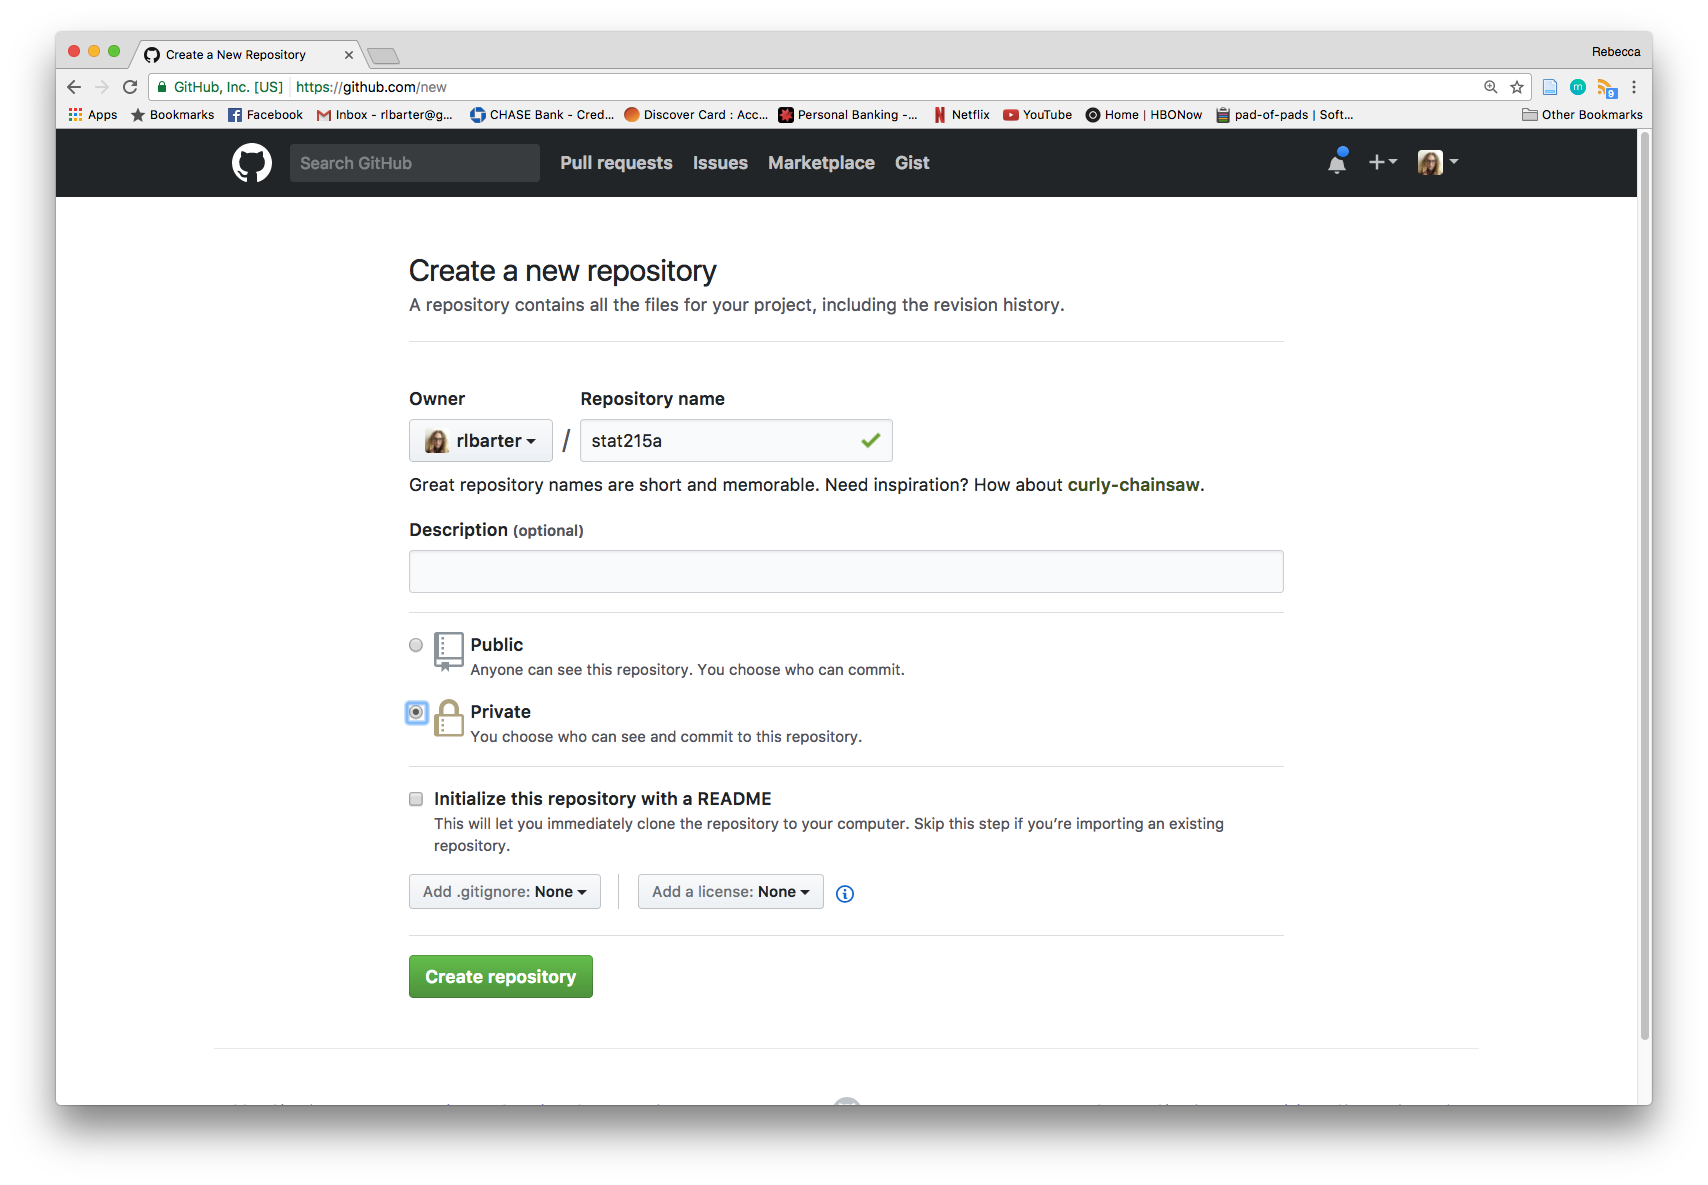 Create a New Repository
Rebecca
GitHub, Inc. [US] https://github.com/new
m
9
Apps Bookmarks Facebook Inbox - rlbarter@g... CHASE Bank - Cred... Discover Card : Acc... Personal Banking -... Netflix YouTube Home | HBONow pad-of-pads | Soft... Other Bookmarks
Search GitHub Pull requests Issues Marketplace Gist
Create a new repository
A repository contains all the files for your project, including the revision history.
Owner Repository name
rlbarter / stat215a
Great repository names are short and memorable. Need inspiration? How about curly-chainsaw.
Description (optional)
Public
Anyone can see this repository. You choose who can commit.
Private
You choose who can see and commit to this repository.
Initialize this repository with a README
This will let you immediately clone the repository to your computer. Skip this step if you’re importing an existing
repository.
Add .gitignore: None Add a license: None
Create repository